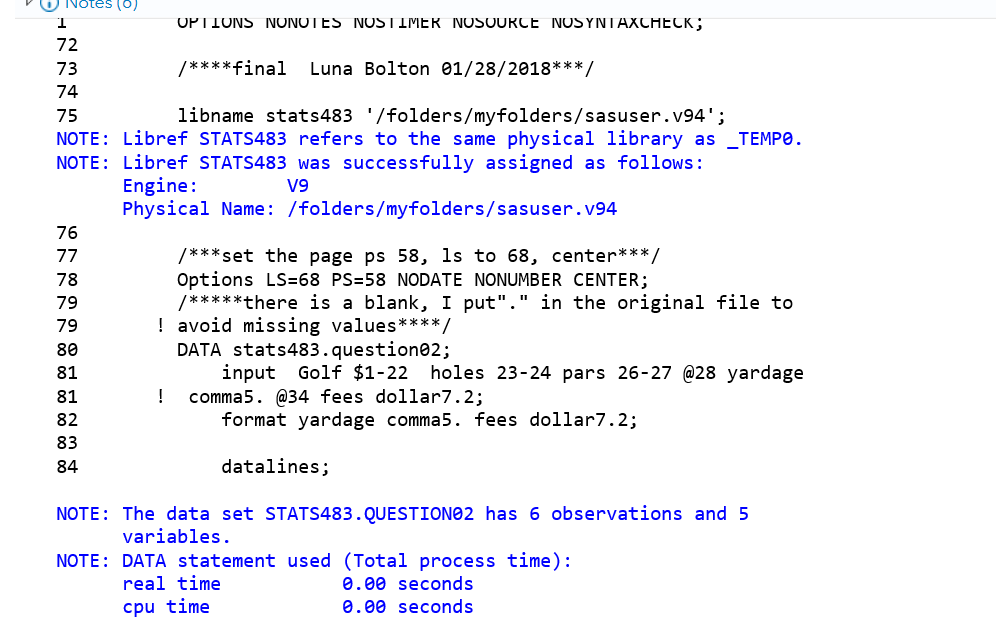 Notes (6)
1 OPTIONS NONOTES NOSTIMER NOSOURCE NOSYNTAXCHECK;
72
73 /****final  Luna Bolton 01/28/2018***/
74
75 libname stats483 '/folders/myfolders/sasuser.v94';
NOTE: Libref STATS483 refers to the same physical library as _TEMP0.
NOTE: Libref STATS483 was successfully assigned as follows:
Engine: V9
Physical Name: /folders/myfolders/sasuser.v94
76
77 /***set the page ps 58, ls to 68, center***/
78 Options LS=68 PS=58 NODATE NONUMBER CENTER;
79 /*****there is a blank, I put"." in the original file to
79 ! avoid missing values****/
80 DATA stats483.question02;
81 input  Golf $1-22  holes 23-24 pars 26-27 @28 yardage
81 !  comma5. @34 fees dollar7.2;
82 format yardage comma5. fees dollar7.2;
83
84 datalines;
NOTE: The data set STATS483.QUESTION02 has 6 observations and 5
variables.
NOTE: DATA statement used (Total process time):
real time 0.00 seconds
cpu time 0.00 seconds